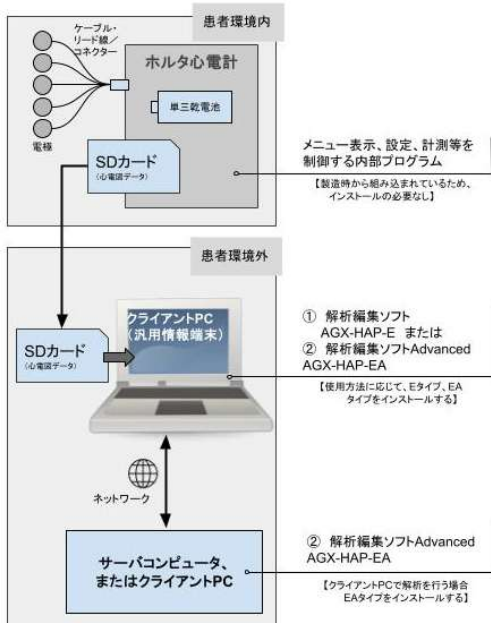 患者環境内
ケーブル・
リード線／
コネクター
ホルタ心電計
単三乾電池
電極
SDカード
(心電図データ)
メニュー表示、設定、計測等を
制御する内部プログラム
【製造時から組み込まれているため、
インストールの必要なし】
患者環境外
クライアントPC
(汎用情報端末)
SDカード
(心電図データ)
① 解析編集ソフト
AGX-HAP-E または
② 解析編集ソフトAdvanced
AGX-HAP-EA
【使用方法に応じて、Eタイプ、EA
タイプをインストールする】
ネットワーク
サーバコンピュータ、
またはクライアントPC
② 解析編集ソフトAdvanced
AGX-HAP-EA
【クライアントPCで解析を行う場合
EAタイプをインストールする】